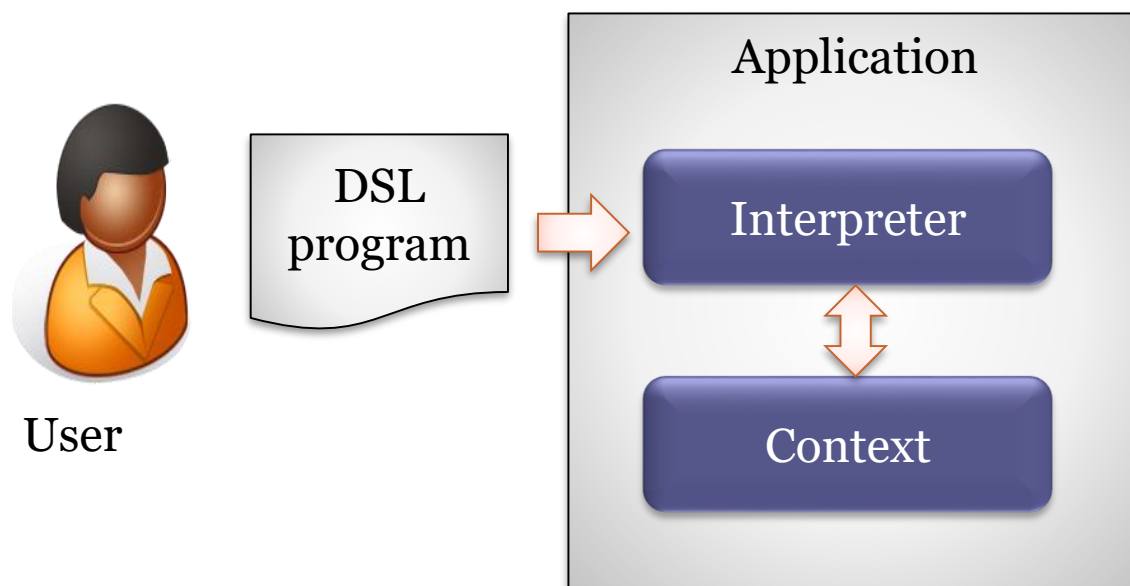 Application
DSL
program
Interpreter
Context
User